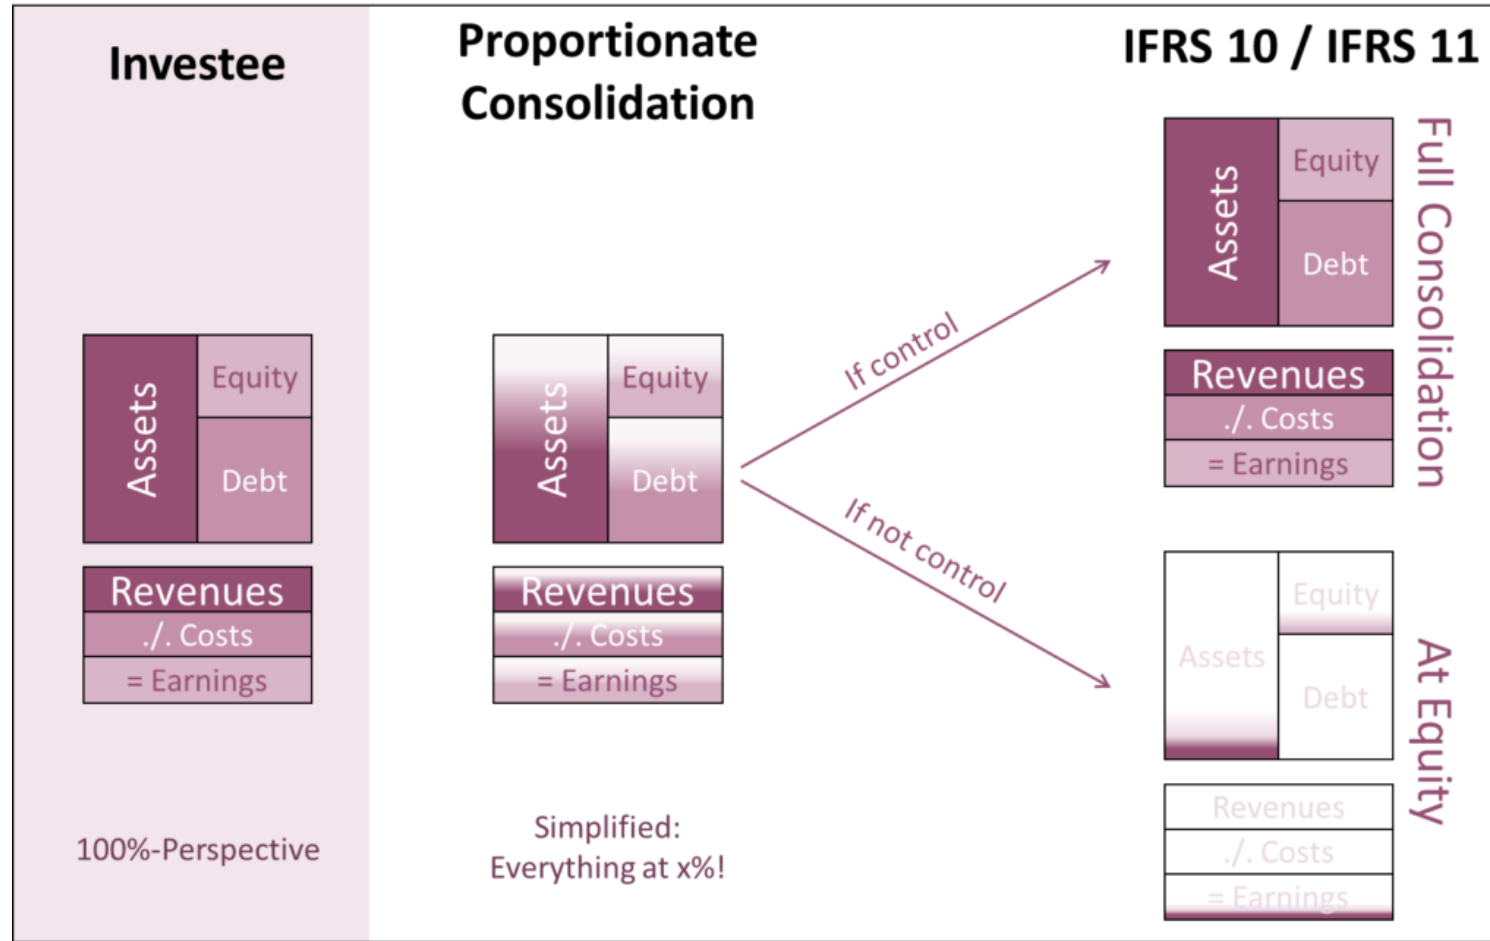 Investee
Assets
Equity
Debt
Revenues
./. Costs
= Earnings
100%-Perspective
Proportionate
Consolidation
Assets
Equity
Debt
Revenues
./. Costs
= Earnings
Simplified:
Everything at x%!
If control
If not control
IFRS 10 / IFRS 11
Assets
Equity
Debt
Revenues
./. Costs
= Earnings
Full Consolidation
Assets
Equity
Debt
Revenues
./. Costs
= Earnings
At Equity